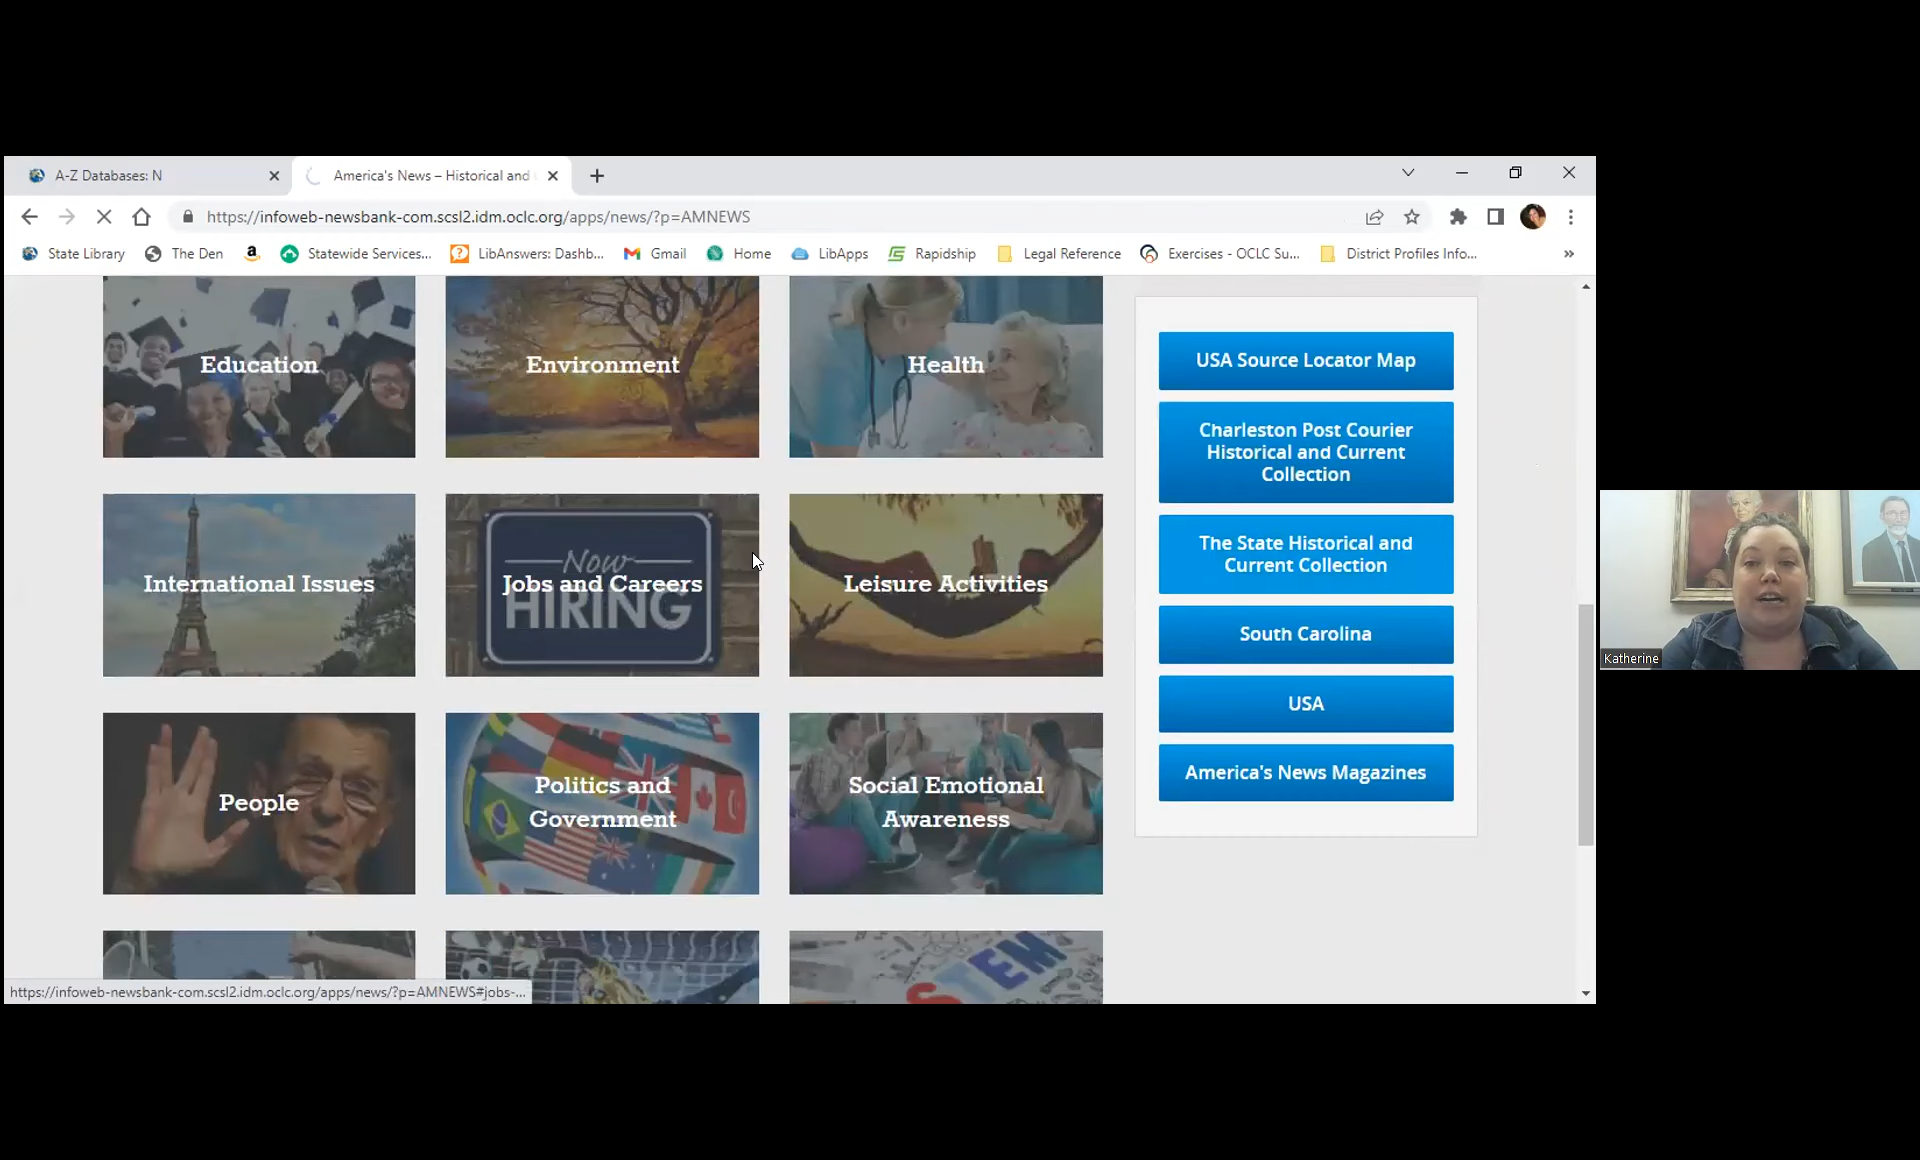 A-Z Databases: N
America's News – Historical and
https://infoweb-newsbank-com.scsl2.idm.oclc.org/apps/news/?p=AMNEWS
State Library
The Den
Statewide Services...
LibAnswers: Dashb...
Gmail
Home
LibApps
Rapidship
Legal Reference
Exercises - OCLC Su...
District Profiles Info...
»
Education
Environment
Health
USA Source Locator Map
Charleston Post Courier
Historical and Current
Collection
The State Historical and
Current Collection
South Carolina
USA
America's News Magazines
International Issues
Now
Jobs and Careers
HIRING
Leisure Activities
People
Politics and
Government
Social Emotional
Awareness
STEM
https://infoweb-newsbank-com.scsl2.idm.oclc.org/apps/news/?p=AMNEWS#jobs-...
Katherine